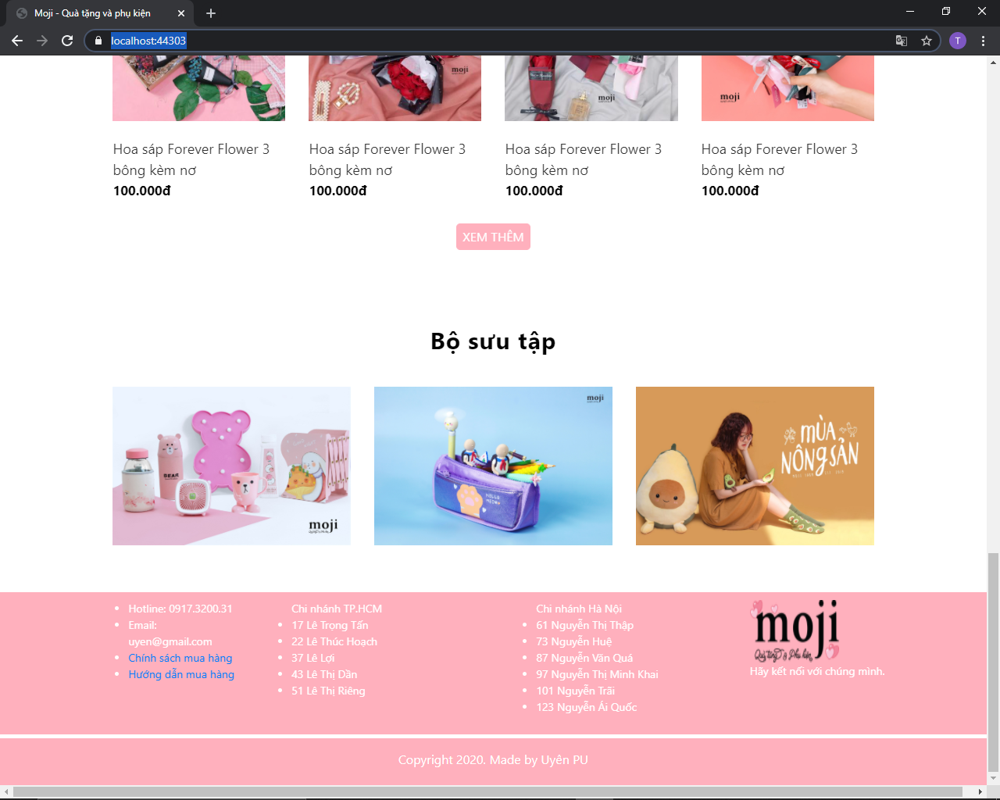 Moji - Quà tặng và phụ kiện
localhost:44303
T
moji
moji
moji
Hoa sáp Forever Flower 3
bông kèm nơ
100.000đ
Hoa sáp Forever Flower 3
bông kèm nơ
100.000đ
Hoa sáp Forever Flower 3
bông kèm nơ
100.000đ
Hoa sáp Forever Flower 3
bông kèm nơ
100.000đ
XEM THÊM
Bộ sưu tập
BEAR
moji
moji
HELLO
MEOW
MÙA
NÔNG SẢN
Hotline: 0917.3200.31
Email:
uyen@gmail.com
Chính sách mua hàng
Hướng dẫn mua hàng
Chi nhánh TP.HCM
17 Lê Trọng Tấn
22 Lê Thúc Hoạch
37 Lê Lợi
43 Lê Thị Dần
51 Lê Thị Riêng
Chi nhánh Hà Nội
61 Nguyễn Thị Thập
73 Nguyễn Huệ
87 Nguyễn Văn Quá
97 Nguyễn Thị Minh Khai
101 Nguyễn Trãi
123 Nguyễn Ái Quốc
moji
Quà tặng & Phụ kiện
Hãy kết nối với chúng mình.
Copyright 2020. Made by Uyên PU